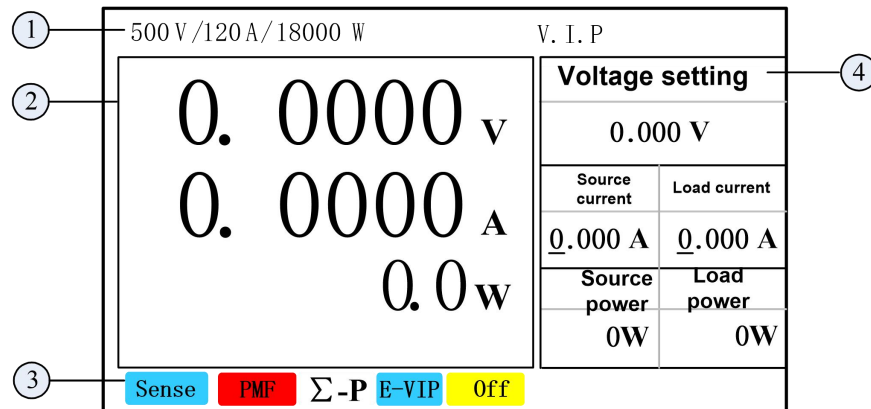 1
500V/120A/18000 W
V.I.P
2
0.0000 V
0.0000 A
0.0 W
4
Voltage setting
0.000 V
Source current
Load current
0.000 A
0.000 A
Source power
Load power
0W
0W
3
Sense
PMF
Σ-P
E-VIP
Off